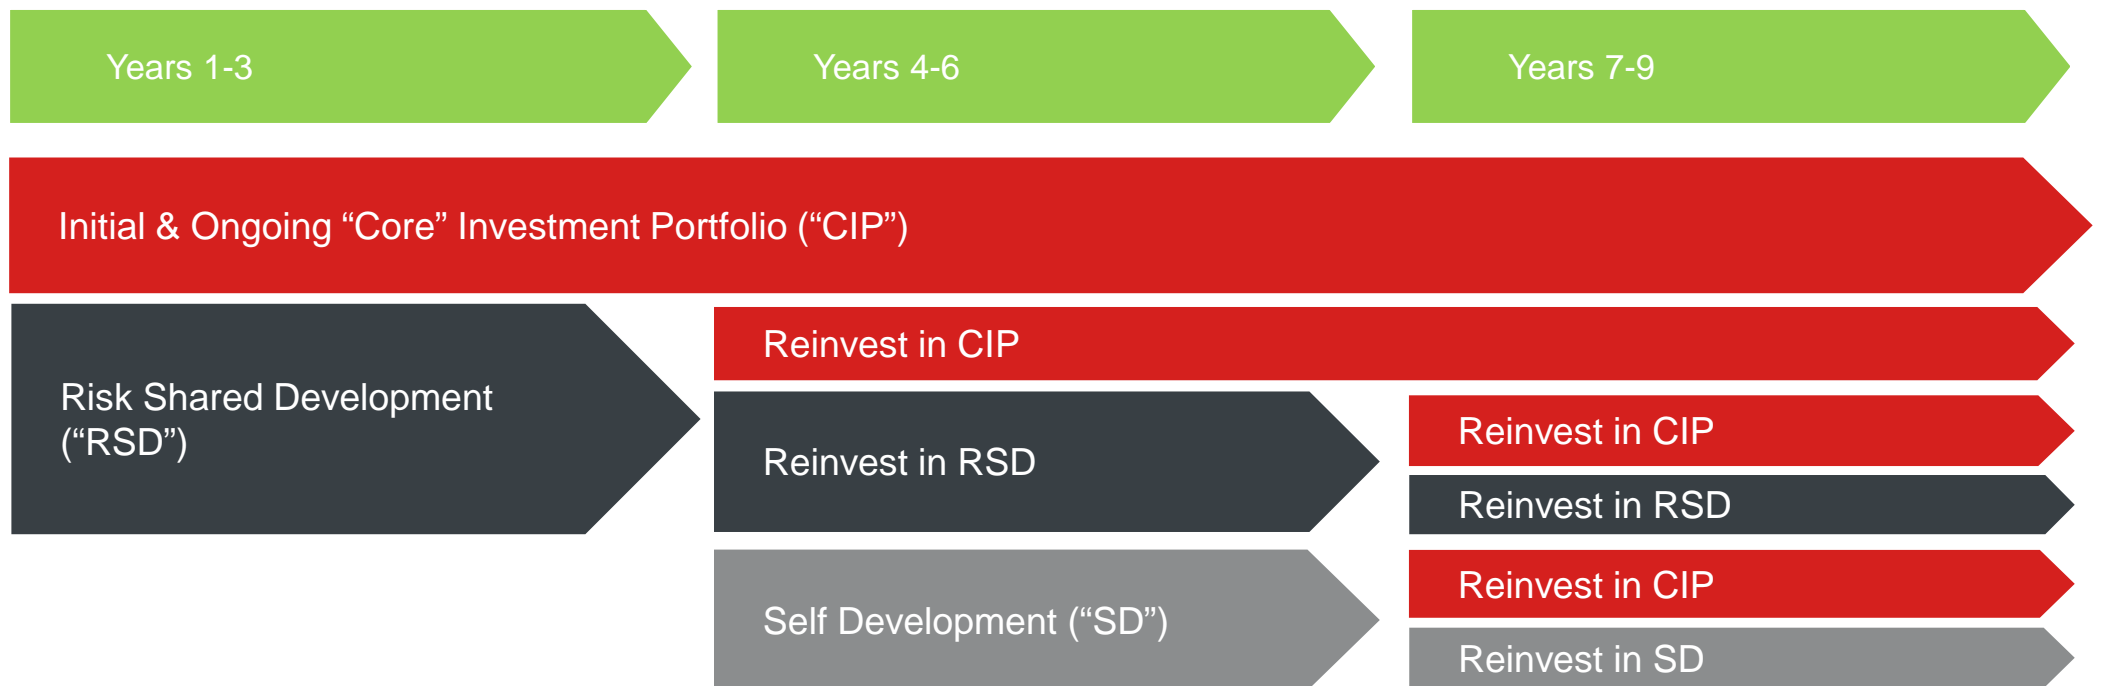 Years 1-3
Years 4-6
Years 7-9
Initial & Ongoing “Core” Investment Portfolio (“CIP”)
Risk Shared Development
(“RSD”)
Reinvest in CIP
Reinvest in RSD
Self Development (“SD”)
Reinvest in CIP
Reinvest in RSD
Reinvest in CIP
Reinvest in SD